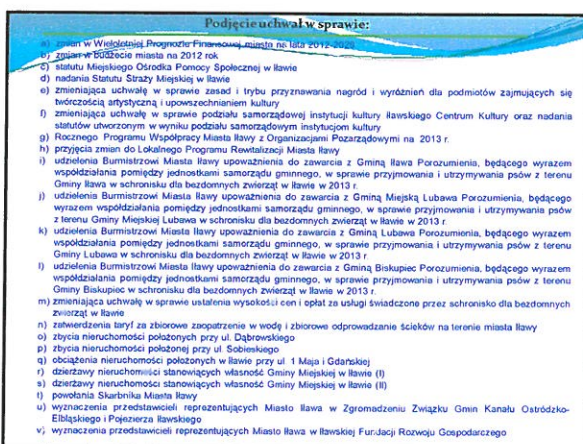 Podjęcie uchwał w sprawie:
a) zmian w Wieloletniej Prognozie Finansowej miasta na lata 2012-2025
b) zmian w budżecie miasta na 2012 rok
c) statutu Miejskiego Ośrodka Pomocy Społecznej w Iławie
d) nadania Statutu Straży Miejskiej w Iławie
e) zmieniająca uchwałę w sprawie zasad i trybu przyznawania nagród i wyróżnień dla podmiotów zajmujących się
twórczością artystyczną i upowszechnianiem kultury
f) zmieniająca uchwałę w sprawie podziału samorządowej instytucji kultury Iławskiego Centrum Kultury oraz nadania
statutów utworzonym w wyniku podziału samorządowym instytucjom kultury
g) Rocznego Programu Współpracy Miasta Iławy z Organizacjami Pozarządowymi na 2013 r.
h) przyjęcia zmian do Lokalnego Programu Rewitalizacji Miasta Iławy
i) udzielenia Burmistrzowi Miasta Iławy upoważnienia do zawarcia z Gminą Iława Porozumienia, będącego wyrazem
współdziałania pomiędzy jednostkami samorządu gminnego, w sprawie przyjmowania i utrzymywania psów z terenu
Gminy Iława w schronisku dla bezdomnych zwierząt w Iławie w 2013 r.
j) udzielenia Burmistrzowi Miasta Iławy upoważnienia do zawarcia z Gminą Miejską Lubawa Porozumienia, będącego
wyrazem współdziałania pomiędzy jednostkami samorządu gminnego, w sprawie przyjmowania i utrzymywania psów
z terenu Gminy Miejskiej Lubawa w schronisku dla bezdomnych zwierząt w Iławie w 2013 r.
k) udzielenia Burmistrzowi Miasta Iławy upoważnienia do zawarcia z Gminą Lubawa Porozumienia, będącego wyrazem
współdziałania pomiędzy jednostkami samorządu gminnego, w sprawie przyjmowania i utrzymywania psów z terenu
Gminy Lubawa w schronisku dla bezdomnych zwierząt w Iławie w 2013 r.
l) udzielenia Burmistrzowi Miasta Iławy upoważnienia do zawarcia z Gminą Biskupiec Porozumienia, będącego wyrazem
współdziałania pomiędzy jednostkami samorządu gminnego, w sprawie przyjmowania i utrzymywania psów z terenu
Gminy Biskupiec w schronisku dla bezdomnych zwierząt w Iławie w 2013 r.
m) zmieniająca uchwałę w sprawie ustalenia wysokości cen i opłat za usługi świadczone przez schronisko dla bezdomnych
zwierząt w Iławie
n) zatwierdzenia taryf za zbiorowe zaopatrzenie w wodę i zbiorowe odprowadzanie ścieków na terenie miasta Iławy
o) zbycia nieruchomości położonych przy ul. Dąbrowskiego
p) zbycia nieruchomości położonej przy ul. Sobieskiego
q) obciążenia nieruchomości położonych w Iławie przy ul. 1 Maja i Gdańskiej
r) dzierżawy nieruchomości stanowiących własność Gminy Miejskiej w Iławie (I)
s) dzierżawy nieruchomości stanowiących własność Gminy Miejskiej w Iławie (II)
t) powołania Skarbnika Miasta Iławy
u) wyznaczenia przedstawicieli reprezentujących Miasto Iława w Zgromadzeniu Związku Gmin Kanału Ostródzko-
Elbląskiego i Pojezierza Iławskiego
v) wyznaczenia przedstawicieli reprezentujących Miasto Iława w Iławskiej Fundacji Rozwoju Gospodarczego